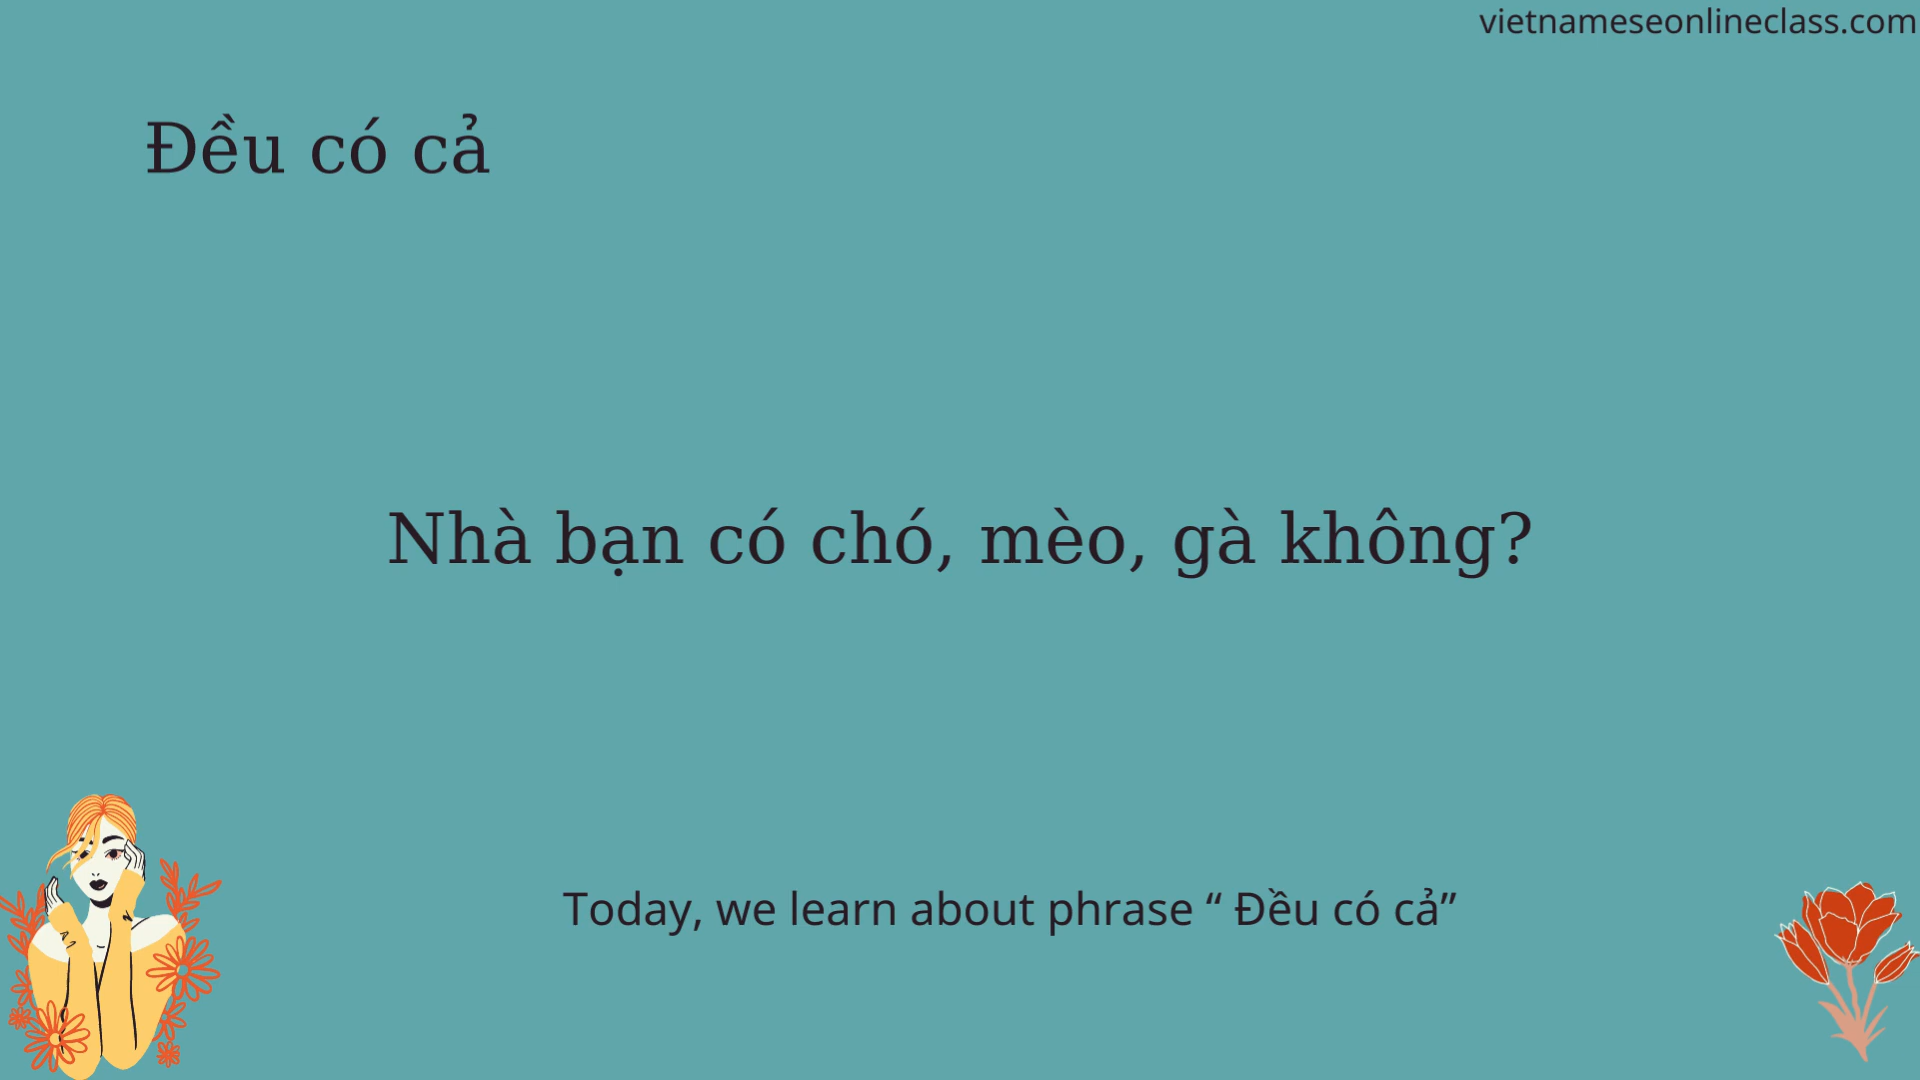 vietnameseonlineclass.com
Đều có cả
Nhà bạn có chó, mèo, gà không?
Today, we learn about phrase “ Đều có cả”